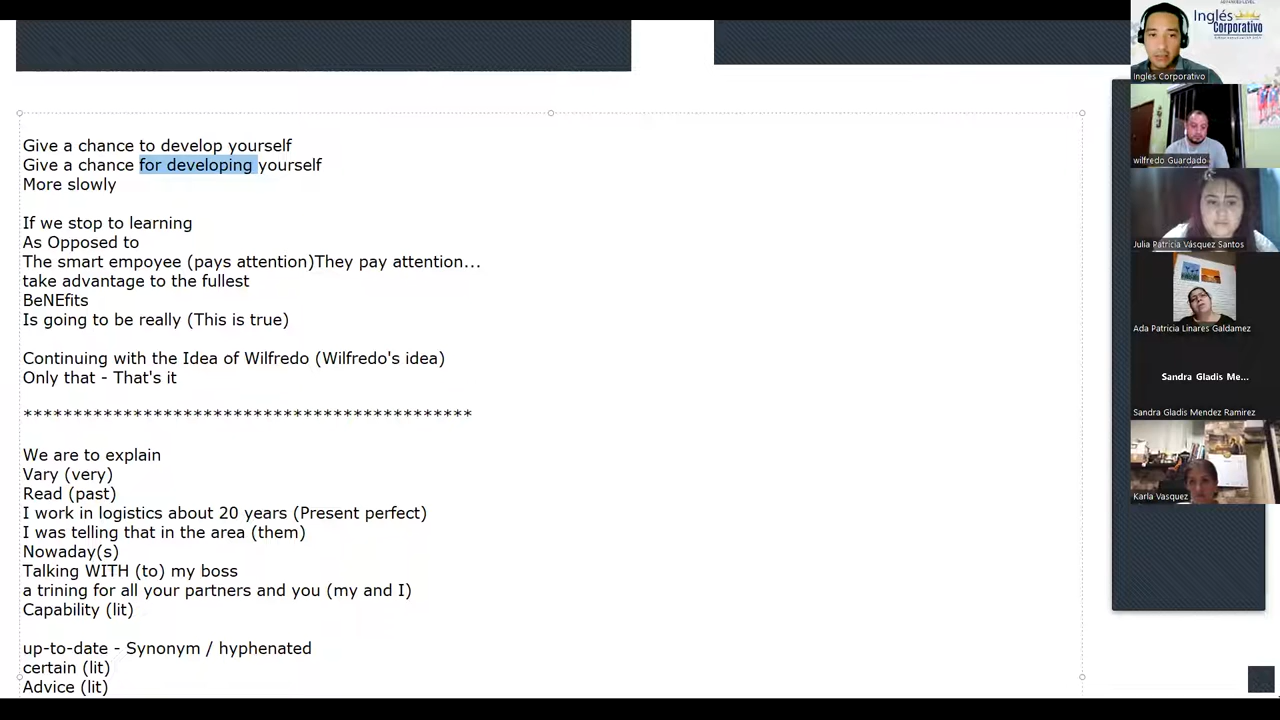 Give a chance to develop yourself
Give a chance for developing yourself
More slowly
If we stop to learning
As Opposed to
The smart empoyee (pays attention)They pay attention...
take advantage to the fullest
BeNEfits
Is going to be really (This is true)
Continuing with the Idea of Wilfredo (Wilfredo's idea)
Only that - That's it
********************************************
We are to explain
Vary (very)
Read (past)
I work in logistics about 20 years (Present perfect)
I was telling that in the area (them)
Nowaday(s)
Talking WITH (to) my boss
a trining for all your partners and you (my and I)
Capability (lit)
up-to-date - Synonym / hyphenated
certain (lit)
Advice (lit)
Inglés
Corporativo
Ingles Corporativo
wilfredo Guardado
Julia Patricia Vásquez Santos
Ada Patricia Linares Galdamez
Sandra Gladis Me...
Sandra Gladis Mendez Ramirez
Karla Vasquez